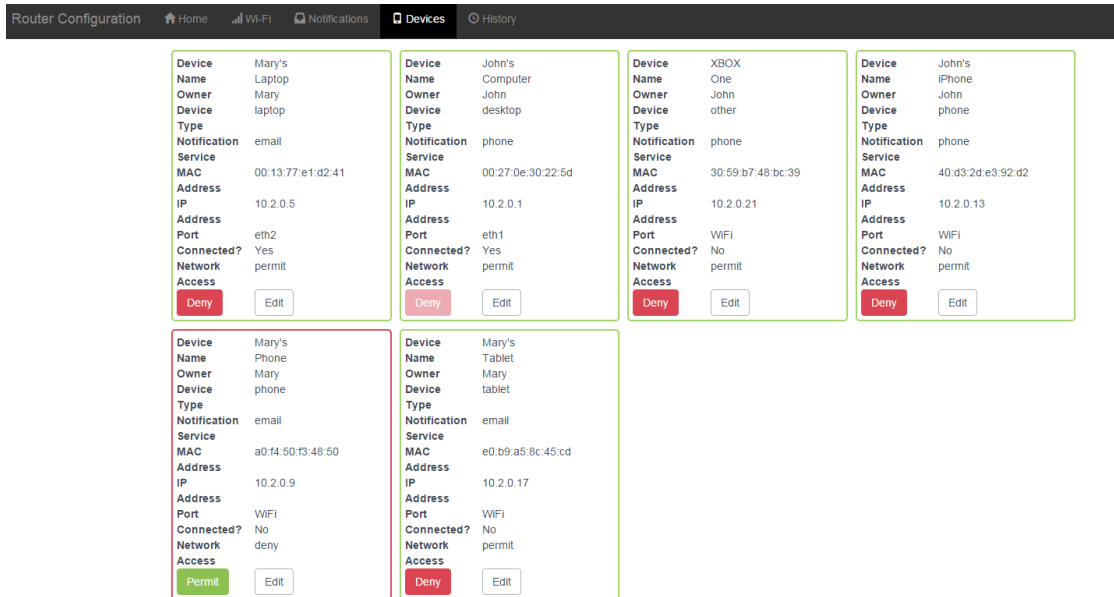 Router Configuration Home Wi-Fi Notifications Devices History
Device Mary's
Name Laptop
Owner Mary
Device laptop
Type
Notification email
Service
MAC 00:13:77:e1:d2:41
Address
IP 10.2.0.5
Address
Port eth2
Connected? Yes
Network permit
Access
Deny Edit
Device John's
Name Computer
Owner John
Device desktop
Type
Notification phone
Service
MAC 00:27:0e:30:22:5d
Address
IP 10.2.0.1
Address
Port eth1
Connected? Yes
Network permit
Access
Deny Edit
Device XBOX
Name One
Owner John
Device other
Type
Notification phone
Service
MAC 30:59:b7:48:bc:39
Address
IP 10.2.0.21
Address
Port WiFi
Connected? No
Network permit
Access
Deny Edit
Device John's
Name iPhone
Owner John
Device phone
Type
Notification phone
Service
MAC 40:d3:2d:e3:92:d2
Address
IP 10.2.0.13
Address
Port WiFi
Connected? No
Network permit
Access
Deny Edit
Device Mary's
Name Phone
Owner Mary
Device phone
Type
Notification email
Service
MAC a0:f4:50:f3:48:50
Address
IP 10.2.0.9
Address
Port WiFi
Connected? No
Network deny
Access
Permit Edit
Device Mary's
Name Tablet
Owner Mary
Device tablet
Type
Notification email
Service
MAC e0:b9:a5:8c:45:cd
Address
IP 10.2.0.17
Address
Port WiFi
Connected? No
Network permit
Access
Deny Edit